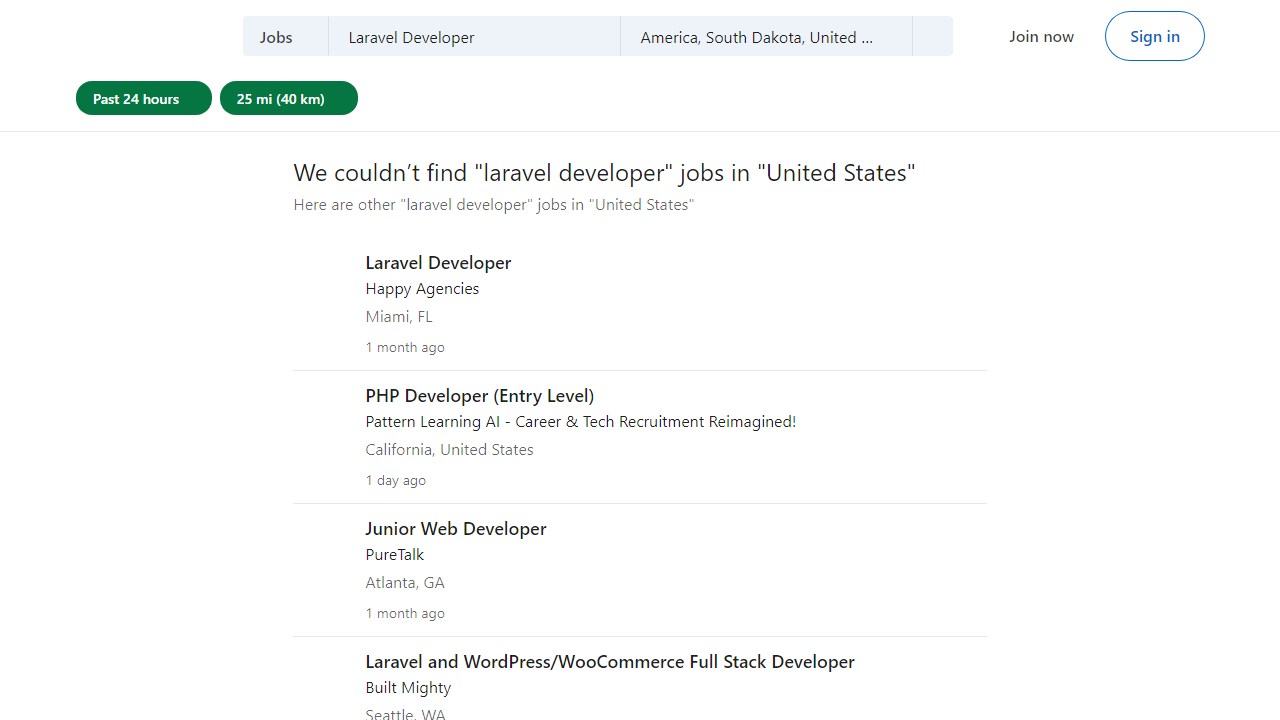 Jobs
Laravel Developer
America, South Dakota, United ...
Join now
Sign in
Past 24 hours
25 mi (40 km)
We couldn’t find "laravel developer" jobs in "United States"
Here are other "laravel developer" jobs in "United States"
Laravel Developer
Happy Agencies
Miami, FL
1 month ago
PHP Developer (Entry Level)
Pattern Learning AI - Career & Tech Recruitment Reimagined!
California, United States
1 day ago
Junior Web Developer
PureTalk
Atlanta, GA
1 month ago
Laravel and WordPress/WooCommerce Full Stack Developer
Built Mighty
Seattle, WA